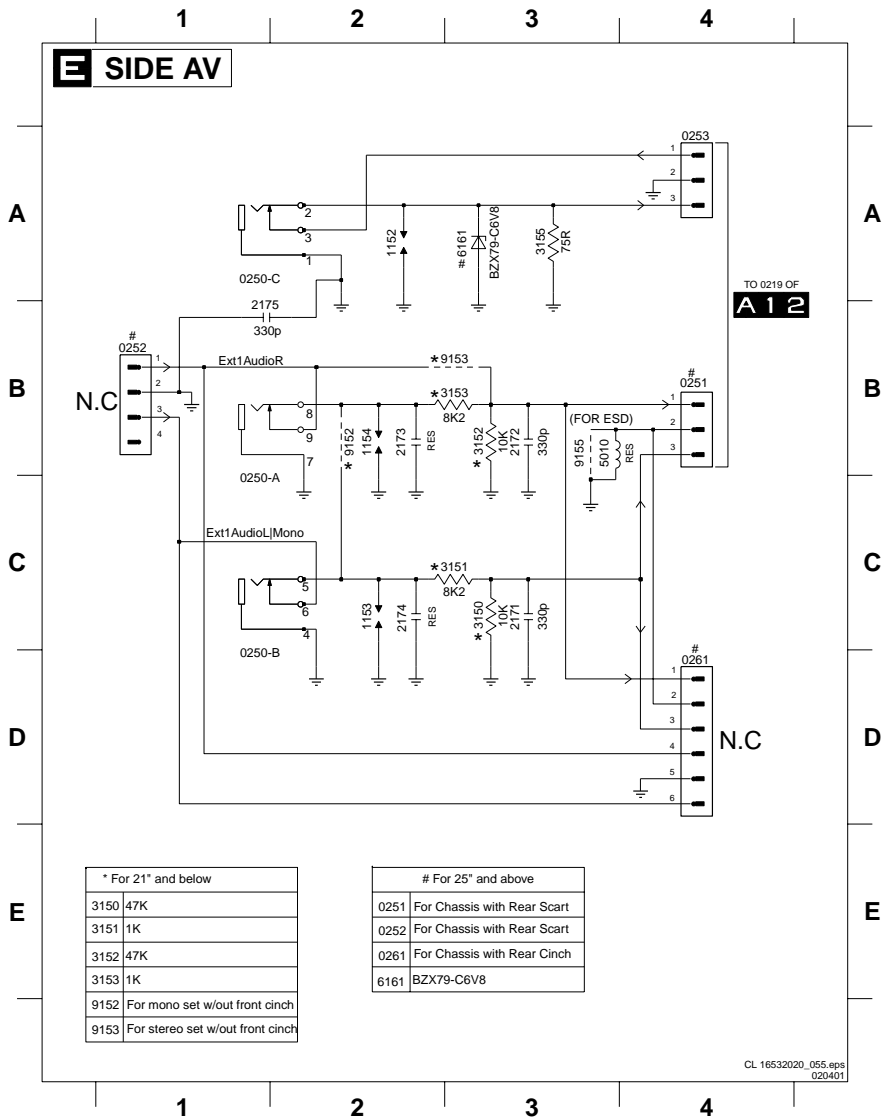 1 2 3 4
E SIDE AV
0253
1
2
3
A A
2
3
1
0250-C
1152
# 6161
BZX79-C6V8
3155
75R
TO 0219 OF
A12
2175
330p
#
0252
1
2
3
4
N.C
Ext1AudioR
* 9153
B B
8
9
7
0250-A
* 9152
1154
2173
RES
* 3153
8K2
* 3152
10K
2172
330p
(FOR ESD)
9155
5010
RES
#
0251
1
2
3
Ext1AudioL|Mono
C C
5
6
4
0250-B
1153
2174
RES
* 3151
8K2
* 3150
10K
2171
330p
#
0261
1
2
3
4
5
6
N.C
D D
* For 21" and below
3150 47K
3151 1K
3152 47K
3153 1K
9152 For mono set w/out front cinch
9153 For stereo set w/out front cinch
# For 25" and above
0251 For Chassis with Rear Scart
0252 For Chassis with Rear Scart
0261 For Chassis with Rear Cinch
6161 BZX79-C6V8
E E
CL 16532020_055.eps
020401
1 2 3 4